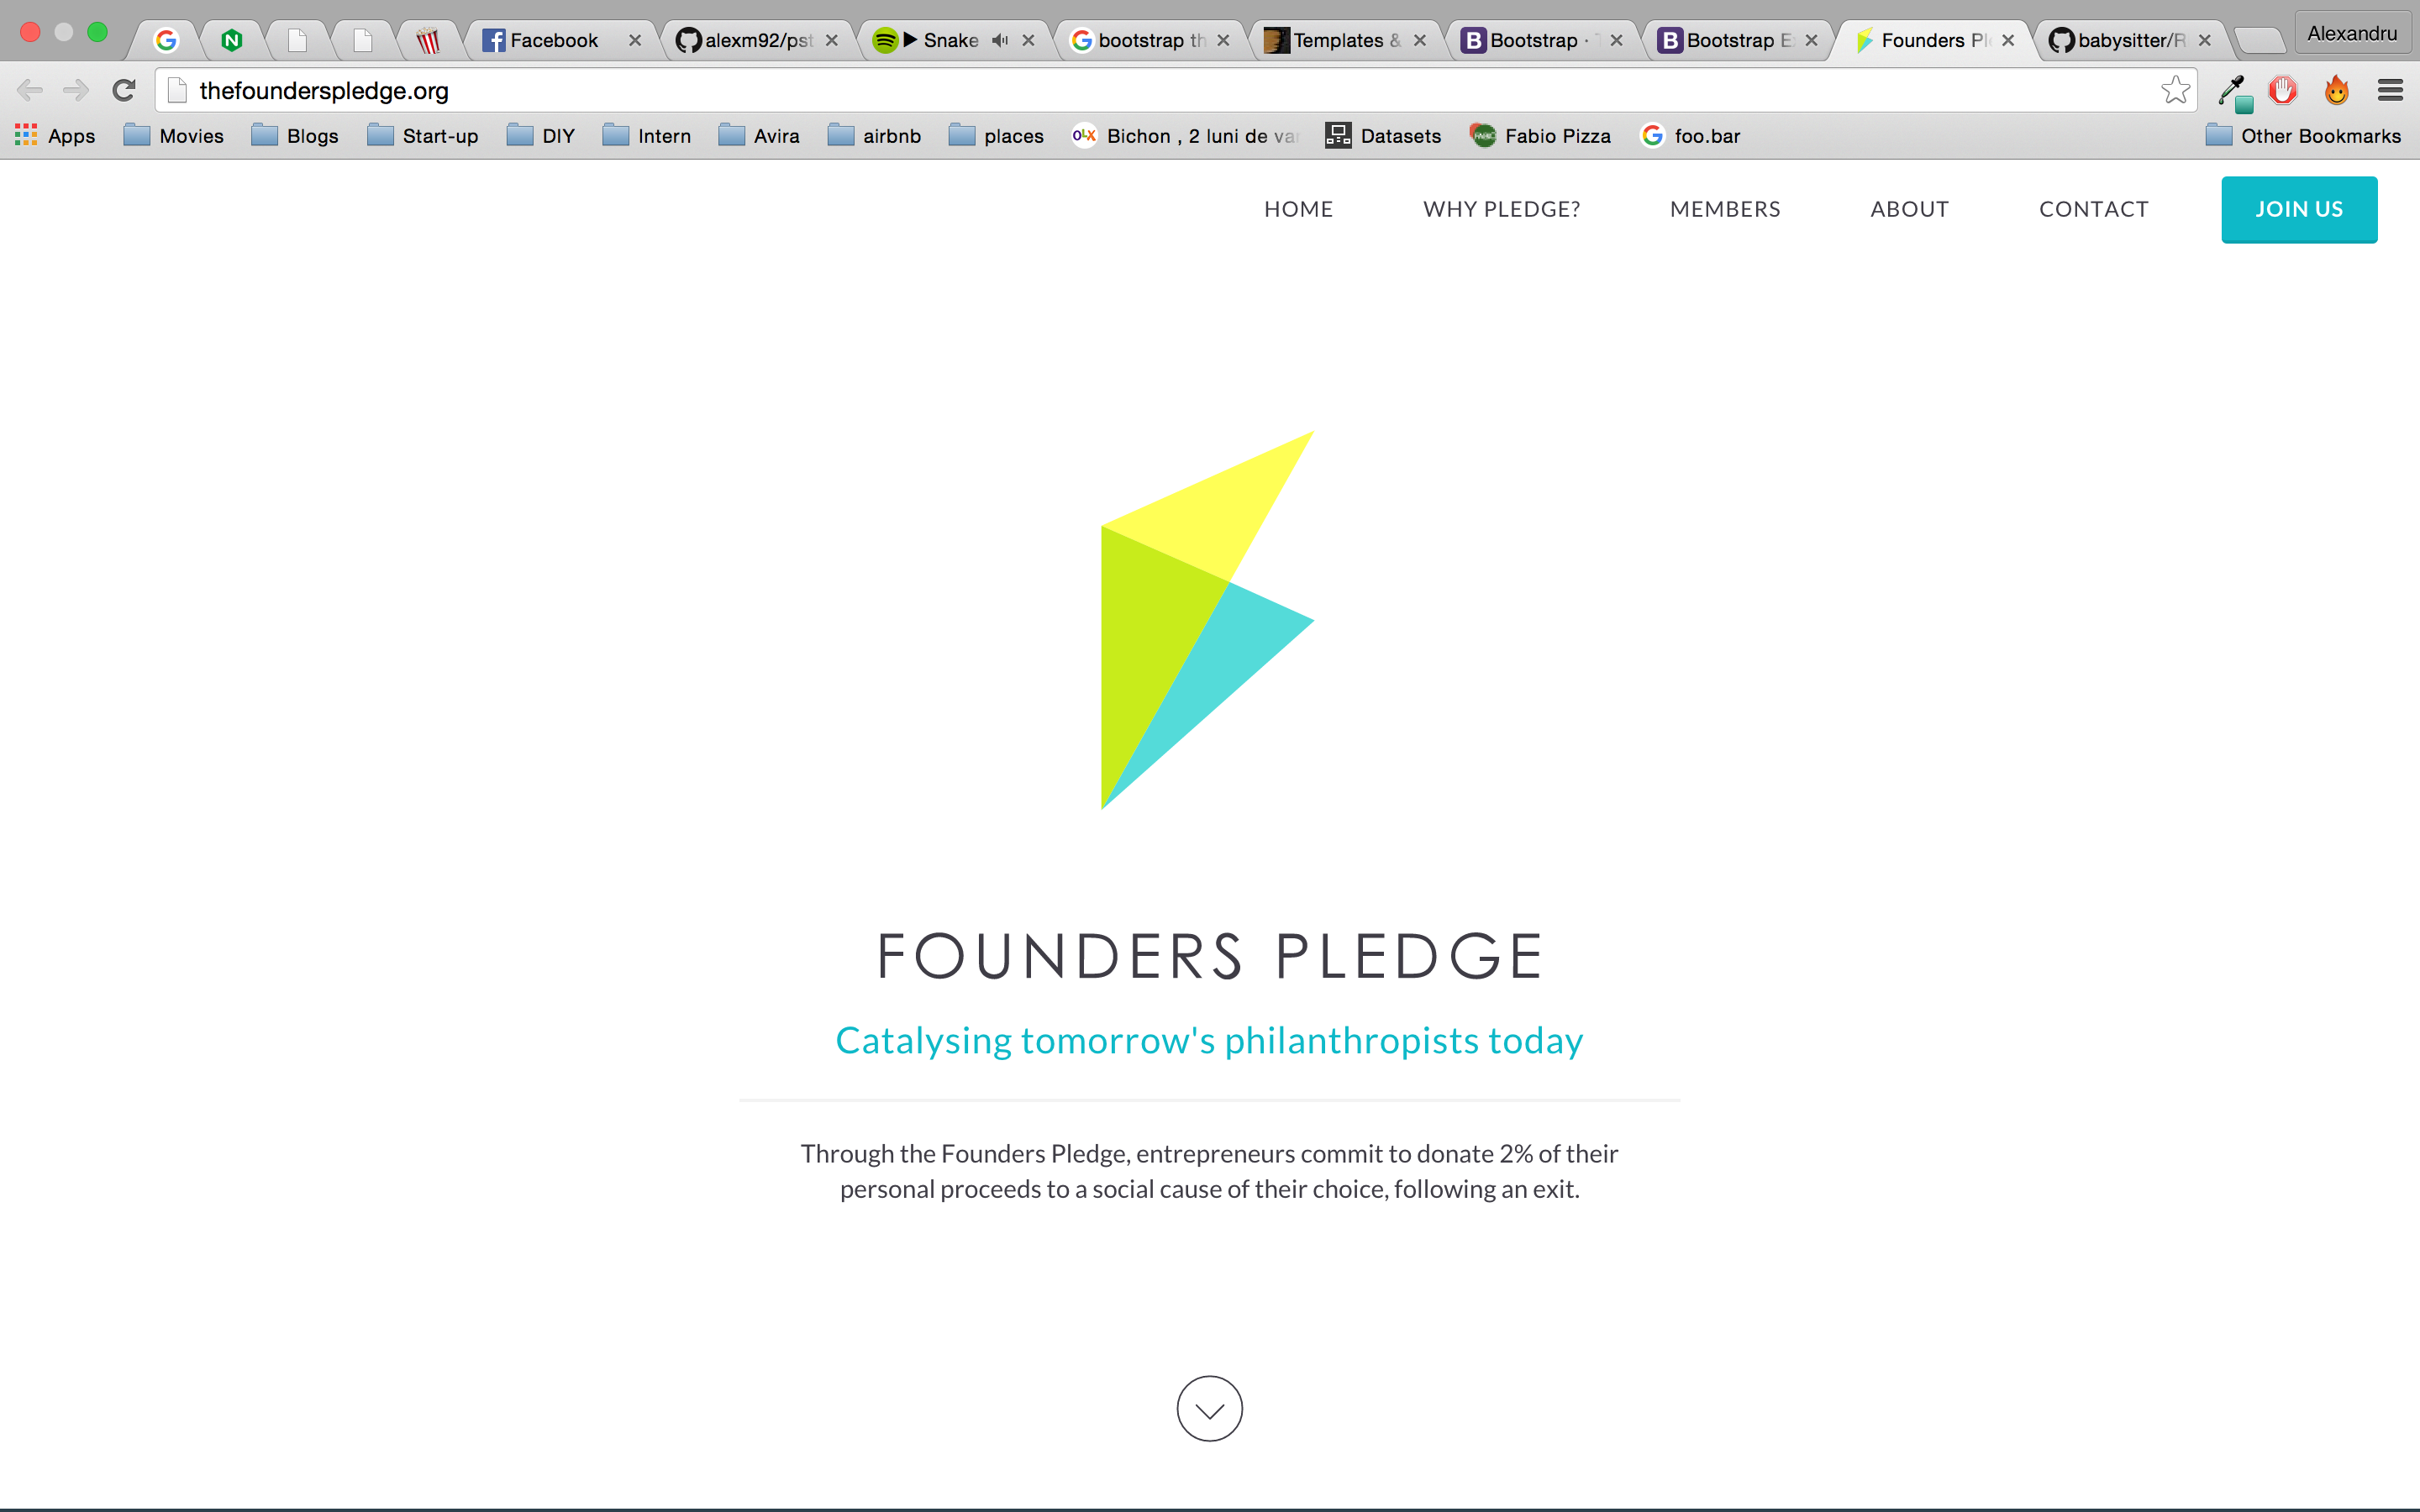 Facebook
alexm92/pst
Snake
bootstrap th
Templates &
Bootstrap ·
Bootstrap E
Founders Pl
babysitter/R
Alexandru
thefounderspledge.org
Apps Movies Blogs Start-up DIY Intern Avira airbnb places Bichon , 2 luni de va Datasets Fabio Pizza foo.bar Other Bookmarks
HOME WHY PLEDGE? MEMBERS ABOUT CONTACT JOIN US
FOUNDERS PLEDGE
Catalysing tomorrow's philanthropists today
Through the Founders Pledge, entrepreneurs commit to donate 2% of their
personal proceeds to a social cause of their choice, following an exit.